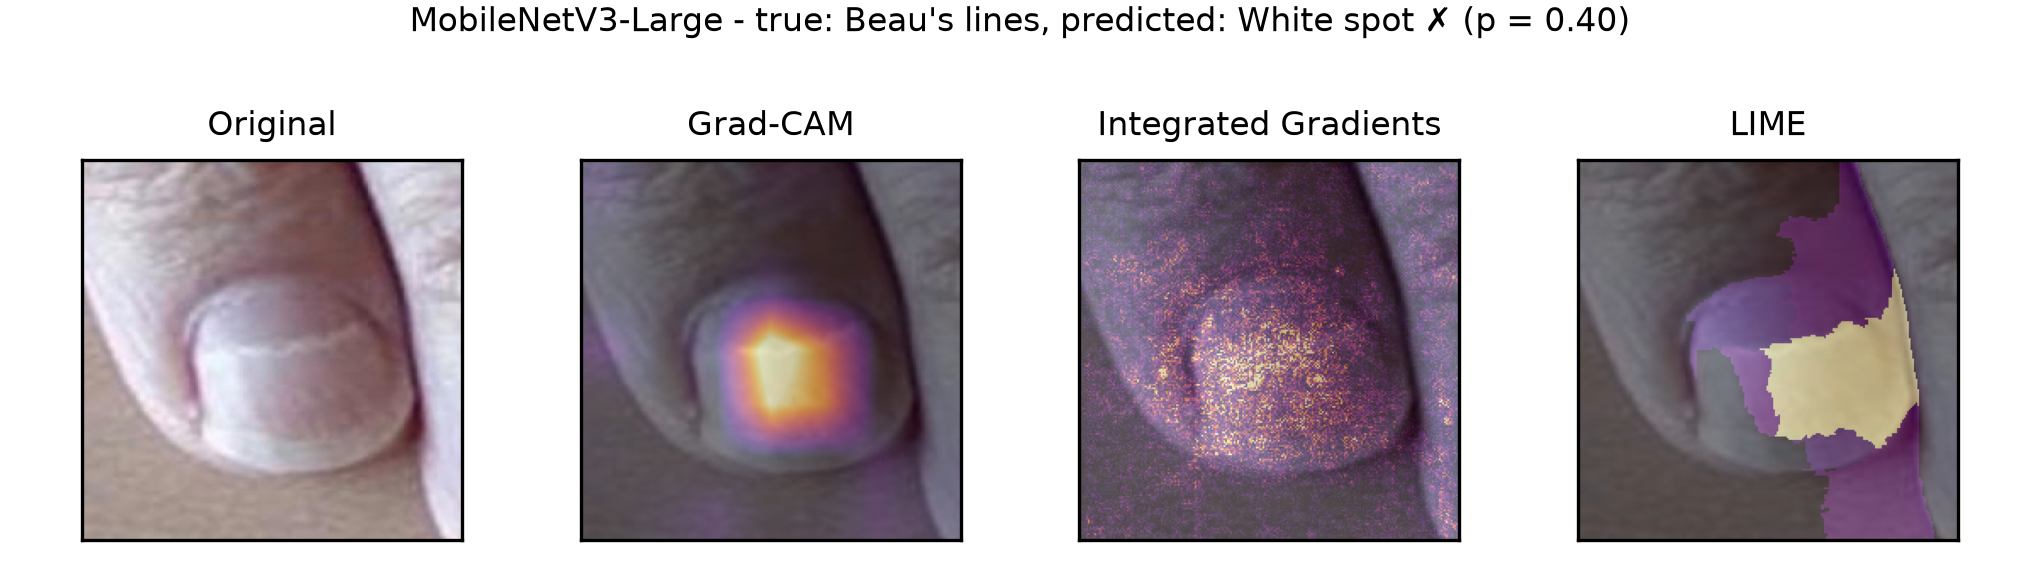 MobileNetV3-Large - true: Beau's lines, predicted: White spot ✗ (p = 0.40)
Original
Grad-CAM
Integrated Gradients
LIME